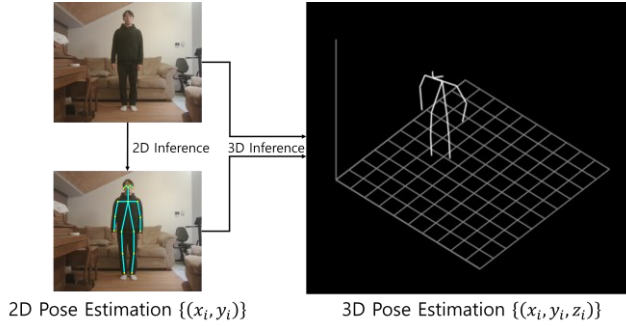 2D Inference
3D Inference
2D Pose Estimation {(xᵢ, yᵢ)}
3D Pose Estimation {(xᵢ, yᵢ, zᵢ)}